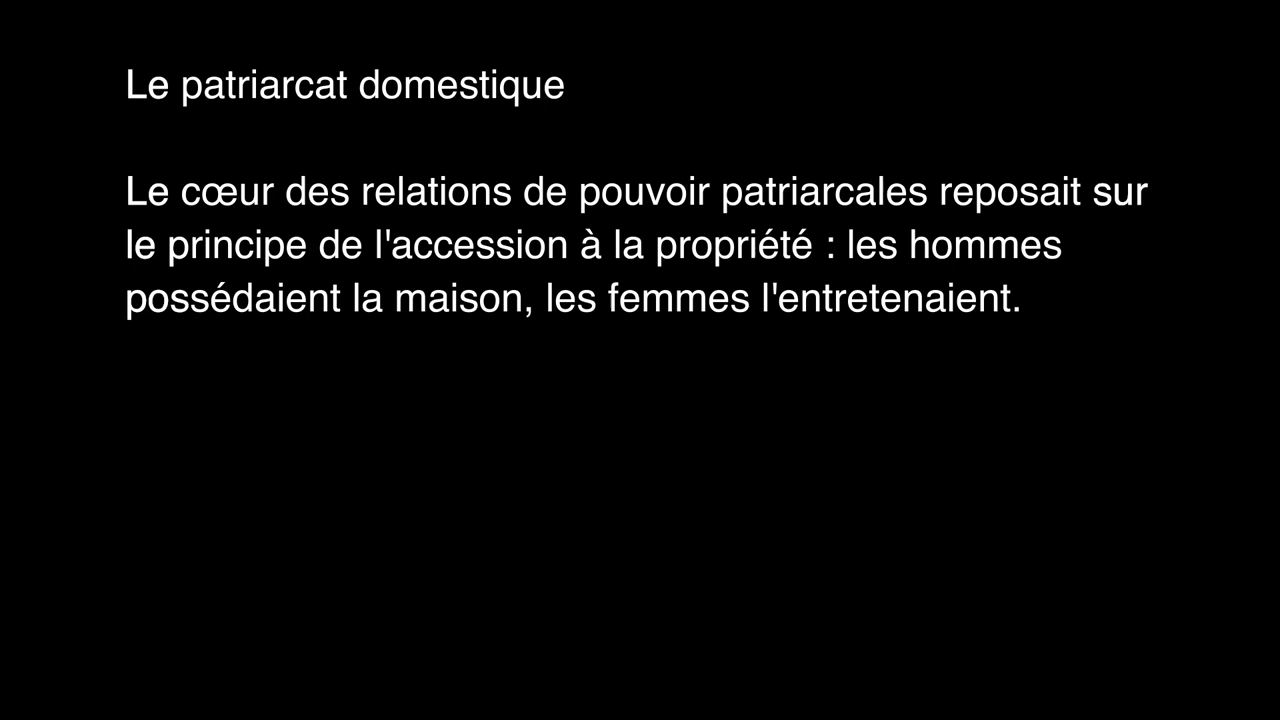 Le patriarcat domestique
Le cœur des relations de pouvoir patriarcales reposait sur
le principe de l'accession à la propriété : les hommes
possédaient la maison, les femmes l'entretenaient.